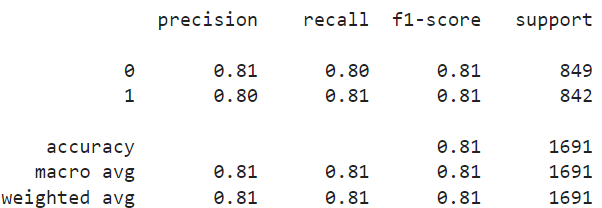 precision recall f1-score support
0 0.81 0.80 0.81 849
1 0.80 0.81 0.81 842
accuracy 0.81 1691
macro avg 0.81 0.81 0.81 1691
weighted avg 0.81 0.81 0.81 1691